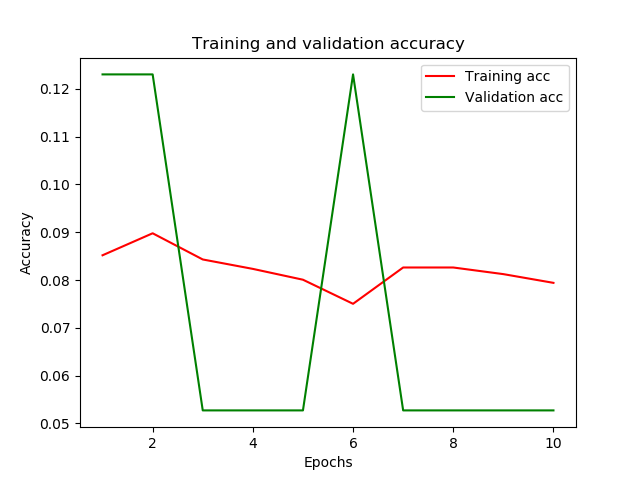 Training and validation accuracy
Training acc
Validation acc
0.12
0.11
0.10
0.09
0.08
0.07
0.06
0.05
Accuracy
2 4 6 8 10
Epochs